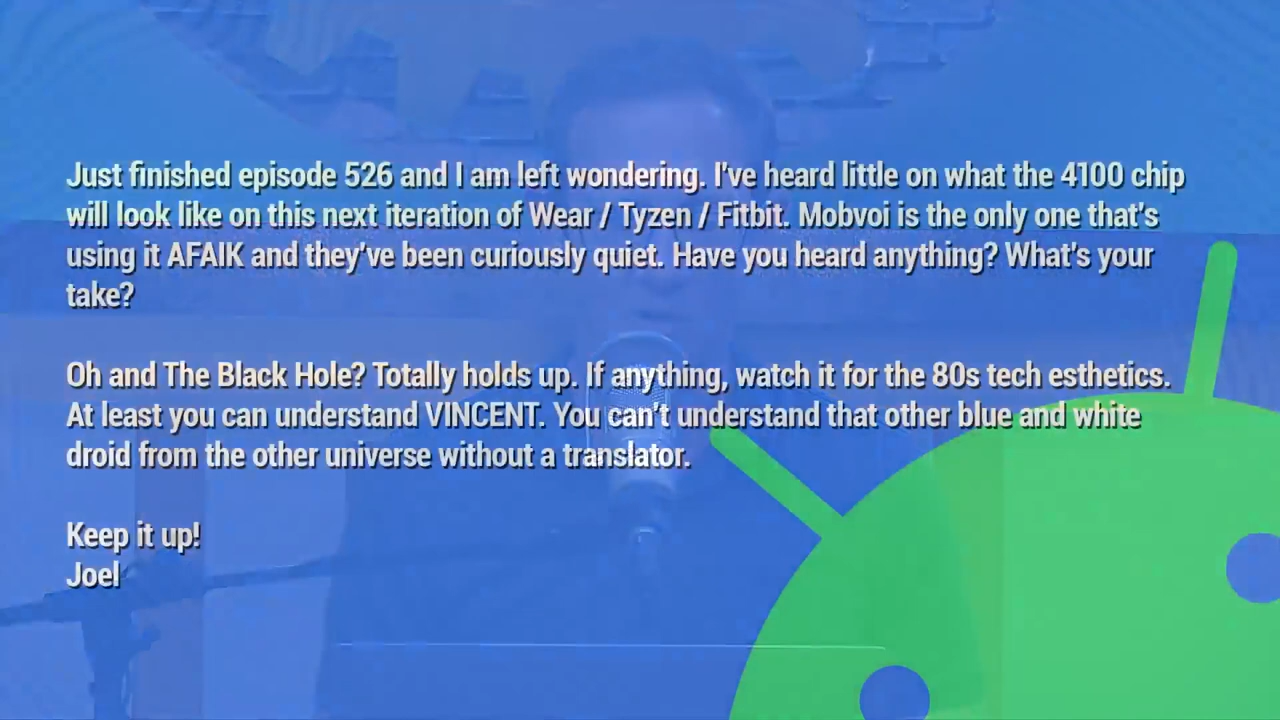 Just finished episode 526 and I am left wondering. I've heard little on what the 4100 chip
will look like on this next iteration of Wear / Tyzen / Fitbit. Mobvoi is the only one that's
using it AFAIK and they've been curiously quiet. Have you heard anything? What's your
take?
Oh and The Black Hole? Totally holds up. If anything, watch it for the 80s tech esthetics.
At least you can understand VINCENT. You can't understand that other blue and white
droid from the other universe without a translator.
Keep it up!
Joel